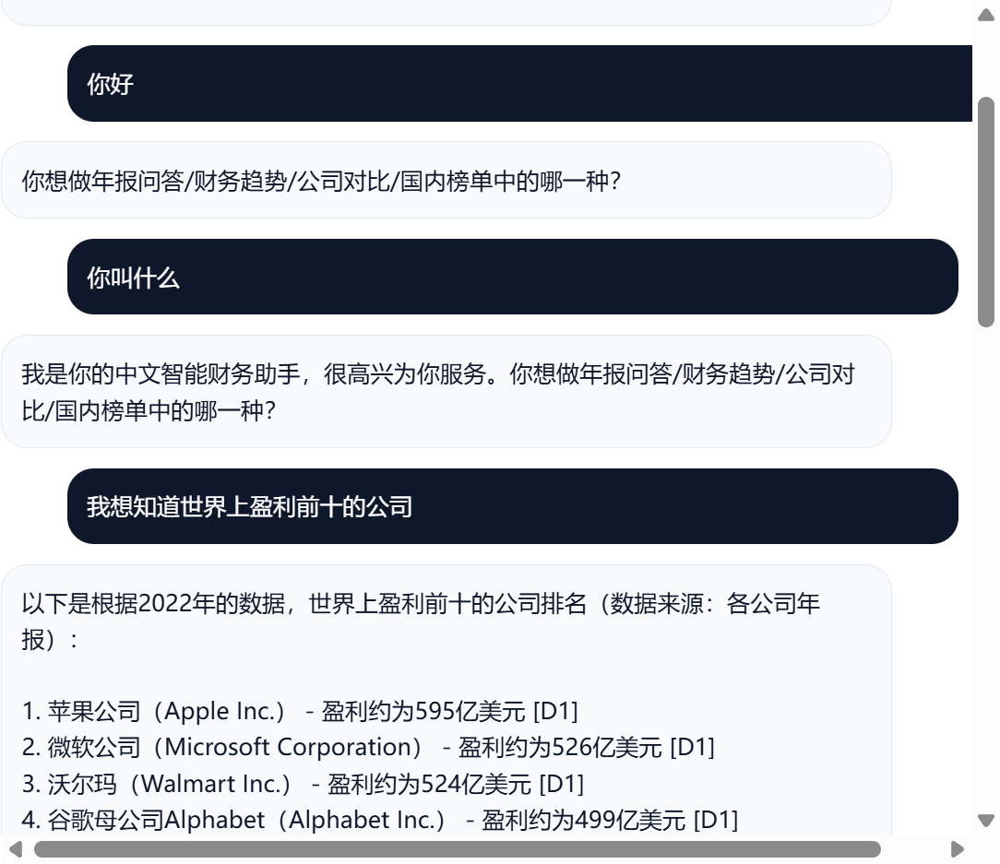 你好
你想做年报问答/财务趋势/公司对比/国内榜单中的哪一种？
你叫什么
我是你的中文智能财务助手，很高兴为你服务。你想做年报问答/财务趋势/公司对
比/国内榜单中的哪一种？
我想知道世界上盈利前十的公司
以下是根据2022年的数据，世界上盈利前十的公司排名（数据来源：各公司年
报）：
1. 苹果公司（Apple Inc.） - 盈利约为595亿美元 [D1]
2. 微软公司（Microsoft Corporation） - 盈利约为526亿美元 [D1]
3. 沃尔玛（Walmart Inc.） - 盈利约为524亿美元 [D1]
4. 谷歌母公司Alphabet（Alphabet Inc.） - 盈利约为499亿美元 [D1]